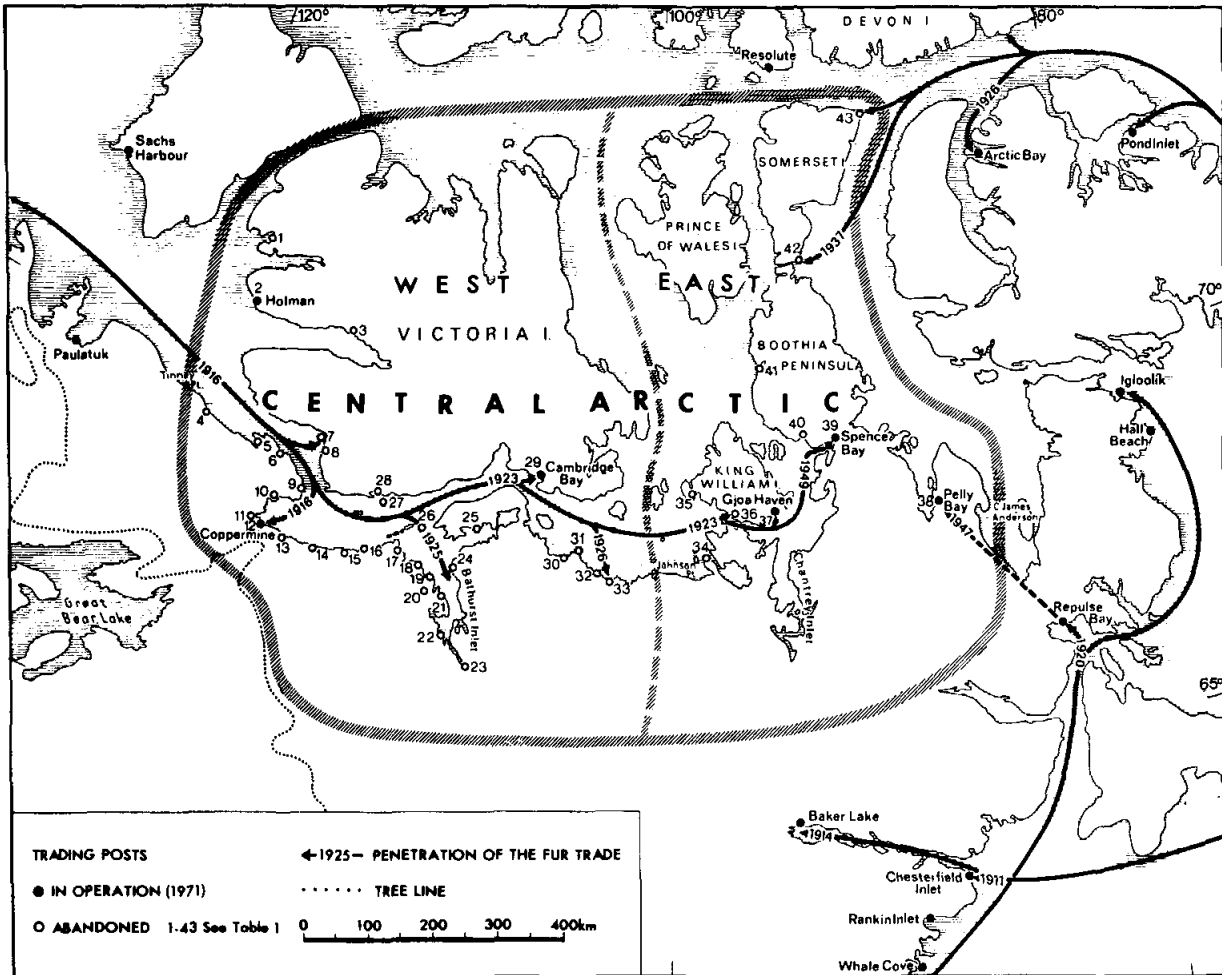 120°
100°
80°
DEVON I
Resolute
1926
43
Sachs
Harbour
Pond Inlet
Arctic Bay
SOMERSET I
PRINCE
OF WALES I
1
42
1937
WEST
EAST
2
Holman
70°
VICTORIA I.
3
Paulatuk
BOOTHIA
41 PENINSULA
1916
CENTRAL ARCTIC
Igloolik
4
Hall
Beach
7
5
6
8
40
39
Spence
Bay
29
Cambridge
Bay
KING
WILLIAM I
1923
1949
9
10
28
27
35
Gjoa Haven
36
37
38
Pelly
Bay
James
Anderson
11
12
1916
26
25
1923
Coppermine
13
14
15
16
17
1925
1926
31
30
34
1947
18
24
32
33
Johnson Pt.
19
20
21
Bathurst Inlet
Chantrey Inlet
Great
Bear Lake
Repulse
Bay
22
23
1920
65°
Baker Lake
1914
Chesterfield
Inlet
1911
Rankin Inlet
Whale Cove
TRADING POSTS
1925 — PENETRATION OF THE FUR TRADE
IN OPERATION (1971)
TREE LINE
ABANDONED 1-43 See Table 1
0 100 200 300 400km